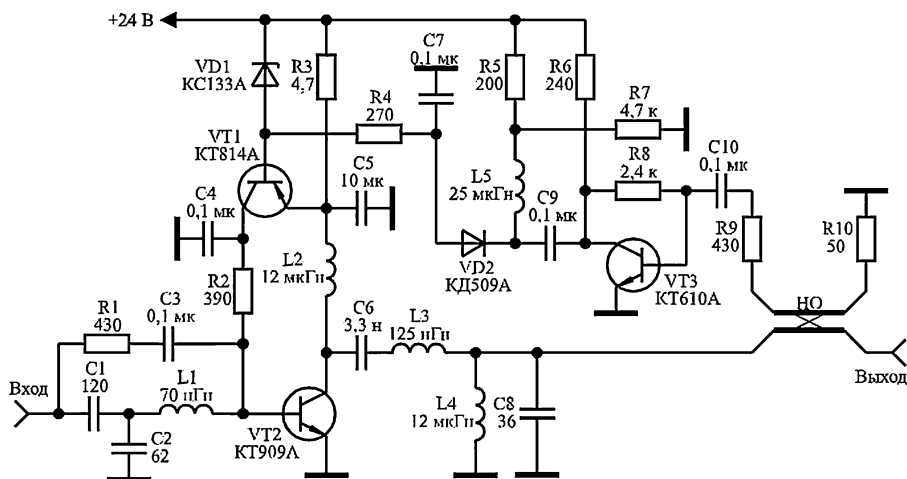 +24 В
VD1
КС133А
R3
4,7
C7
0,1 мк
R5
200
R6
240
R4
270
R7
4,7 к
VT1
КТ814А
C5
10 мк
L5
25 мкГн
R8
2,4 к
C10
0,1 мк
C4
0,1 мк
C9
0,1 мк
R9
430
R10
50
R2
390
L2
12 мкГн
VD2
КД509А
VT3
КТ610А
НО
R1
430
C3
0,1 мк
C6
3,3 н
L3
125 нГн
Вход
C1
120
L1
70 нГн
Выход
C2
62
VT2
КТ909А
L4
12 мкГн
C8
36